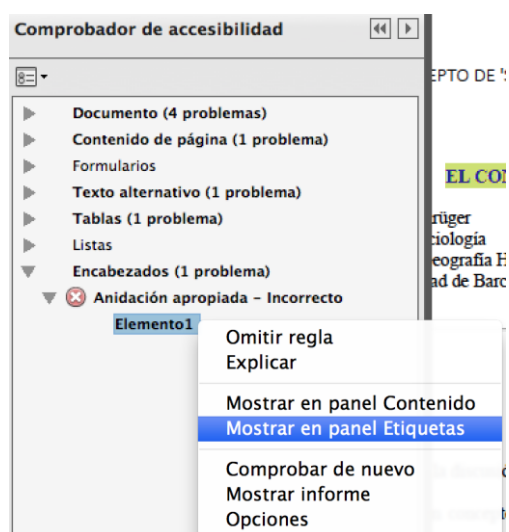 Comprobador de accesibilidad
EPTO DE '
Documento (4 problemas)
Contenido de página (1 problema)
Formularios
EL CON
Texto alternativo (1 problema)
Tablas (1 problema)
rüger
Listas
ciología
Encabezados (1 problema)
eografía H
Anidación apropiada – Incorrecto
ad de Barc
Elemento1
Omitir regla
Explicar
Mostrar en panel Contenido
Mostrar en panel Etiquetas
Comprobar de nuevo
Mostrar informe
Opciones